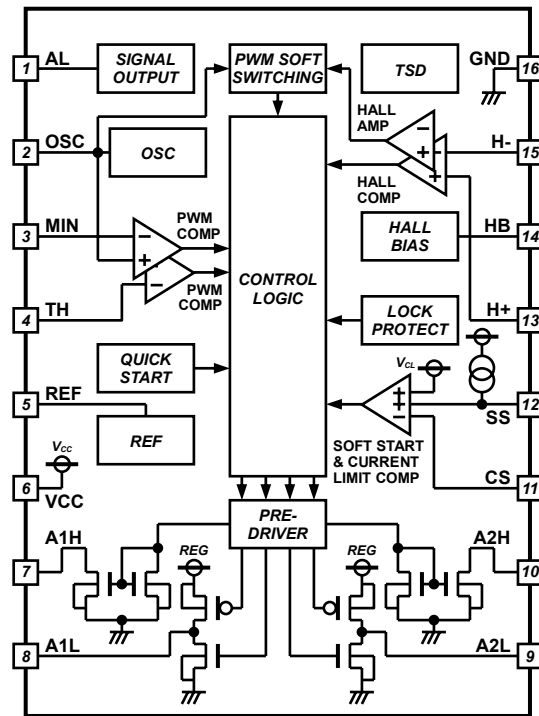 1
AL
SIGNAL
OUTPUT
PWM SOFT
SWITCHING
TSD
GND
16
2
OSC
OSC
HALL
AMP
−
+
−
+
H-
15
HALL
COMP
3
MIN
−
+
PWM
COMP
HALL
BIAS
HB
14
4
TH
−
PWM
COMP
CONTROL
LOGIC
LOCK
PROTECT
H+
13
QUICK
START
VCL
5
REF
REF
+
+
−
SS
12
SOFT START
& CURRENT
LIMIT COMP
VCC
6
VCC
CS
11
PRE-
DRIVER
7
A1H
REG
REG
A2H
10
8
A1L
A2L
9